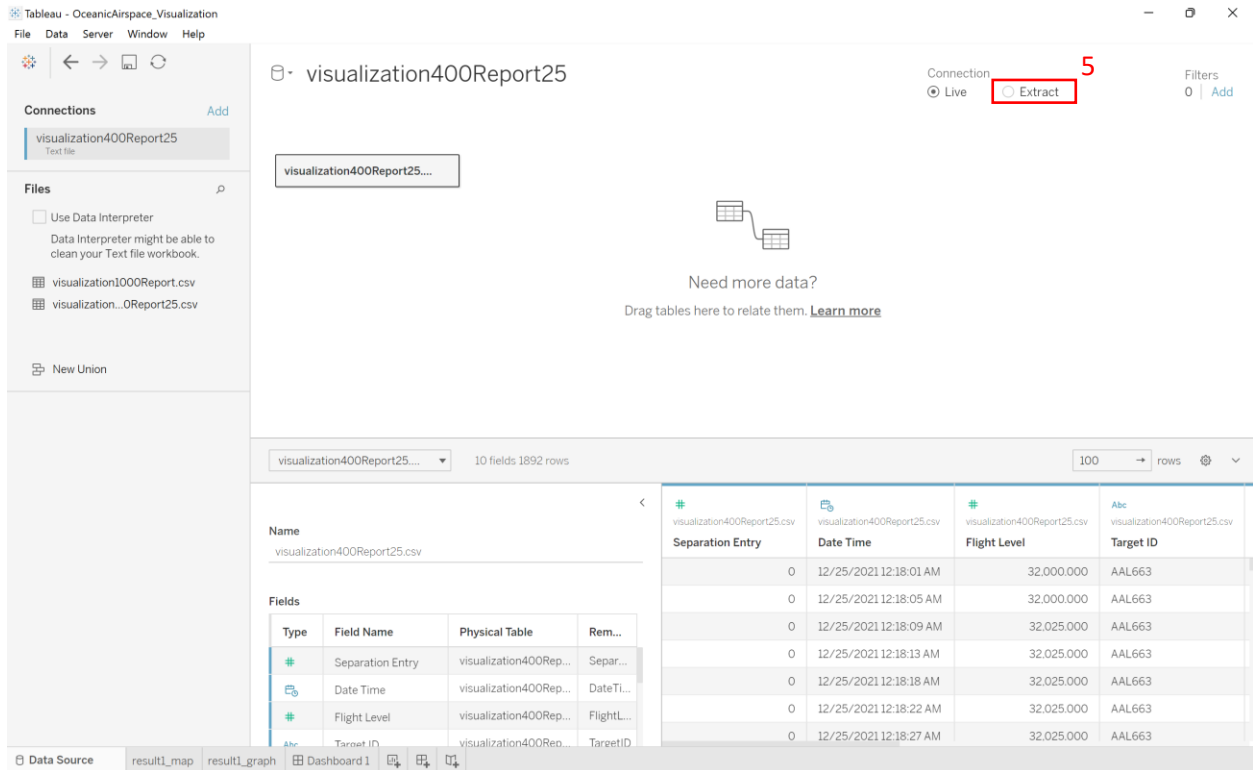 Tableau - OceanicAirspace_Visualization
File Data Server Window Help
visualization400Report25
Connection
5
Live
Extract
Filters
0 | Add
Connections
Add
visualization400Report25
Text file
visualization400Report25....
Files
Use Data Interpreter
Data Interpreter might be able to
clean your Text file workbook.
visualization1000Report.csv
visualization...0Report25.csv
New Union
Need more data?
Drag tables here to relate them. Learn more
visualization400Report25....
10 fields 1892 rows
100 → rows
Name
visualization400Report25.csv
Fields
Type Field Name Physical Table Rem...
# Separation Entry visualization400Rep... Separ...
Date Time visualization400Rep... DateTi...
# Flight Level visualization400Rep... FlightL...
Abc Target ID visualization400Rep... TargetID
# # Abc
visualization400Report25.csv visualization400Report25.csv visualization400Report25.csv visualization400Report25.csv
Separation Entry Date Time Flight Level Target ID
0 12/25/2021 12:18:01 AM 32,000.000 AAL663
0 12/25/2021 12:18:05 AM 32,000.000 AAL663
0 12/25/2021 12:18:09 AM 32,025.000 AAL663
0 12/25/2021 12:18:13 AM 32,025.000 AAL663
0 12/25/2021 12:18:18 AM 32,025.000 AAL663
0 12/25/2021 12:18:22 AM 32,025.000 AAL663
0 12/25/2021 12:18:27 AM 32,025.000 AAL663
Data Source result1_map result1_graph Dashboard 1